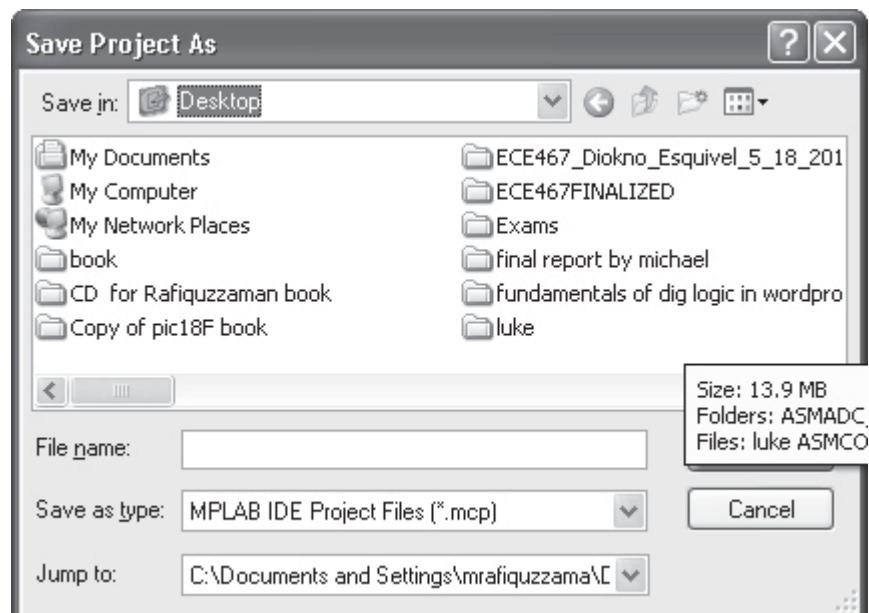 Save Project As
Save in: Desktop
My Documents
My Computer
My Network Places
book
CD for Rafiquzzaman book
Copy of pic18F book
ECE467_Diokno_Esquivel_5_18_201
ECE467FINALIZED
Exams
final report by michael
fundamentals of dig logic in wordpro
luke
Size: 13.9 MB
Folders: ASMADC_
Files: luke ASMCO
File name:
Save as type: MPLAB IDE Project Files (*.mcp)
Cancel
Jump to: C:\Documents and Settings\mrafiquzzama\D